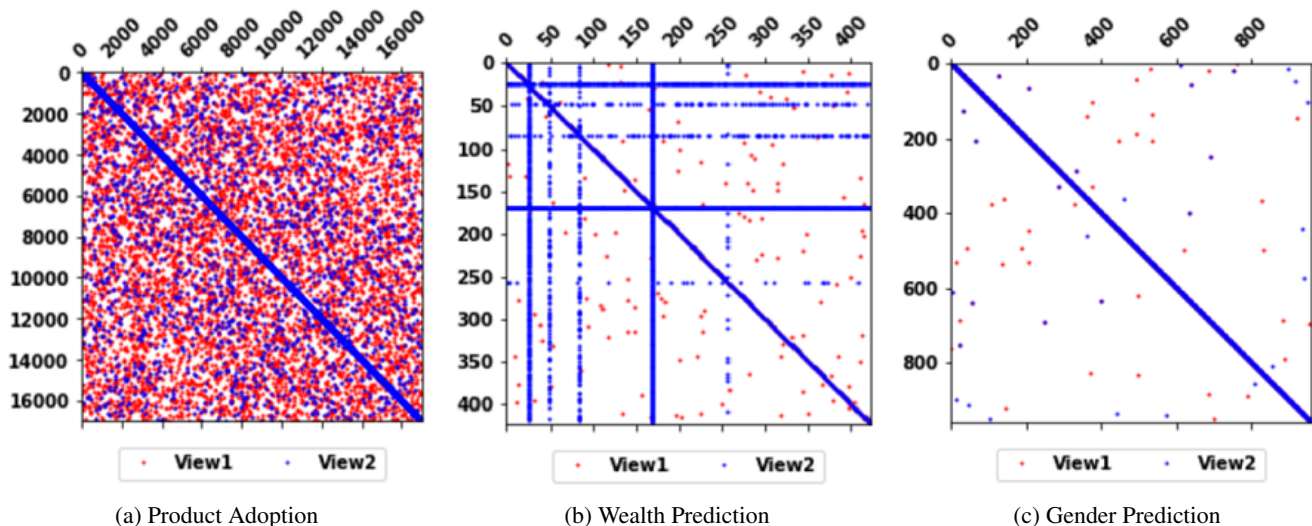 0 2000 4000 6000 8000 10000 12000 14000 16000
0
2000
4000
6000
8000
10000
12000
14000
16000
View1 View2
(a) Product Adoption
0 50 100 150 200 250 300 350 400
0
50
100
150
200
250
300
350
400
View1 View2
(b) Wealth Prediction
0 200 400 600 800
0
200
400
600
800
View1 View2
(c) Gender Prediction